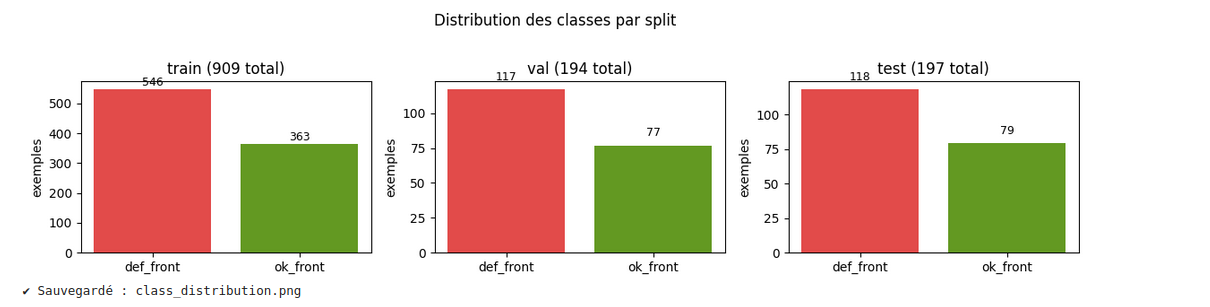 Distribution des classes par split
train (909 total)
546
363
500
400
300
200
100
0
exemples
def_front
ok_front
val (194 total)
117
77
100
75
50
25
0
exemples
def_front
ok_front
test (197 total)
118
79
100
75
50
25
0
exemples
def_front
ok_front
✔ Sauvegardé : class_distribution.png